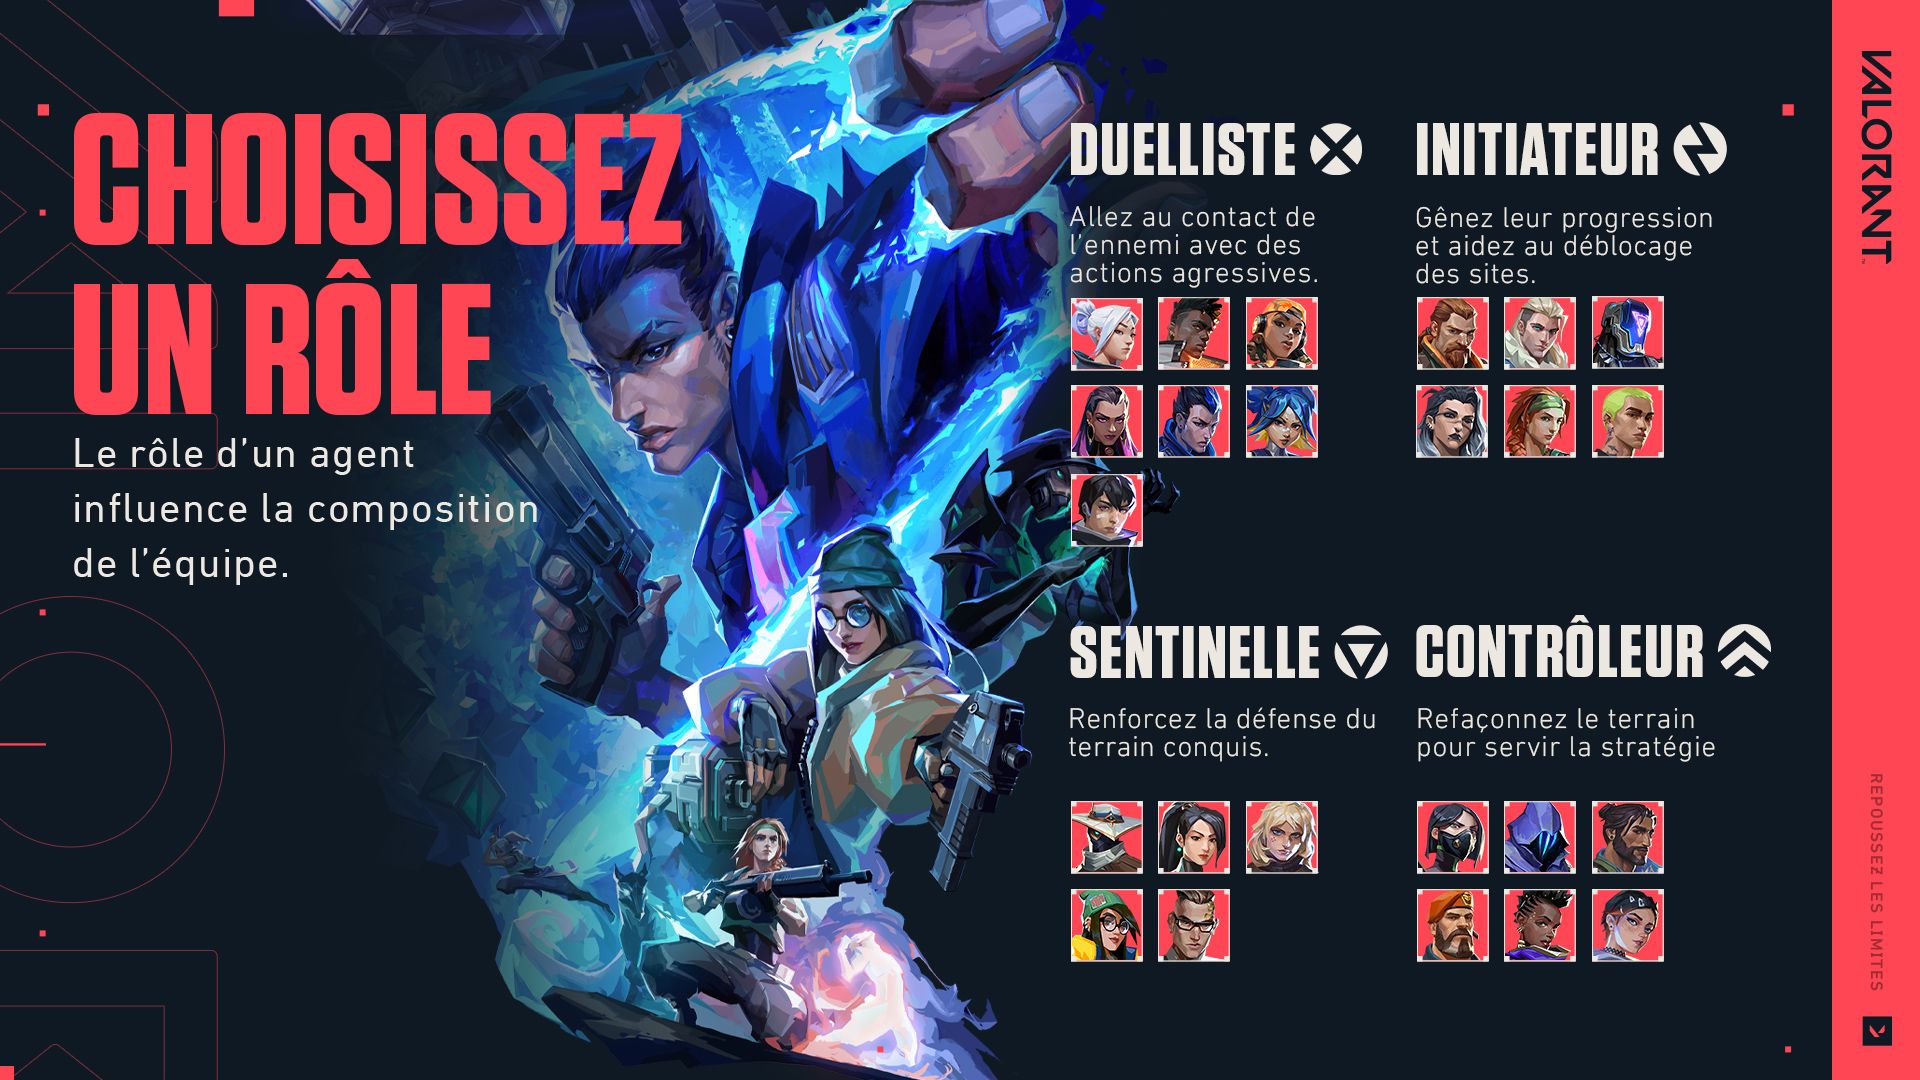 CHOISISSEZ
UN RÔLE
Le rôle d'un agent
influence la composition
de l'équipe.
DUELLISTE
Allez au contact de
l'ennemi avec des
actions agressives.
INITIATEUR
Gênez leur progression
et aidez au déblocage
des sites.
SENTINELLE
Renforcez la défense du
terrain conquis.
CONTRÔLEUR
Refaçonnez le terrain
pour servir la stratégie
VALORANT
REPOUSSEZ LES LIMITES